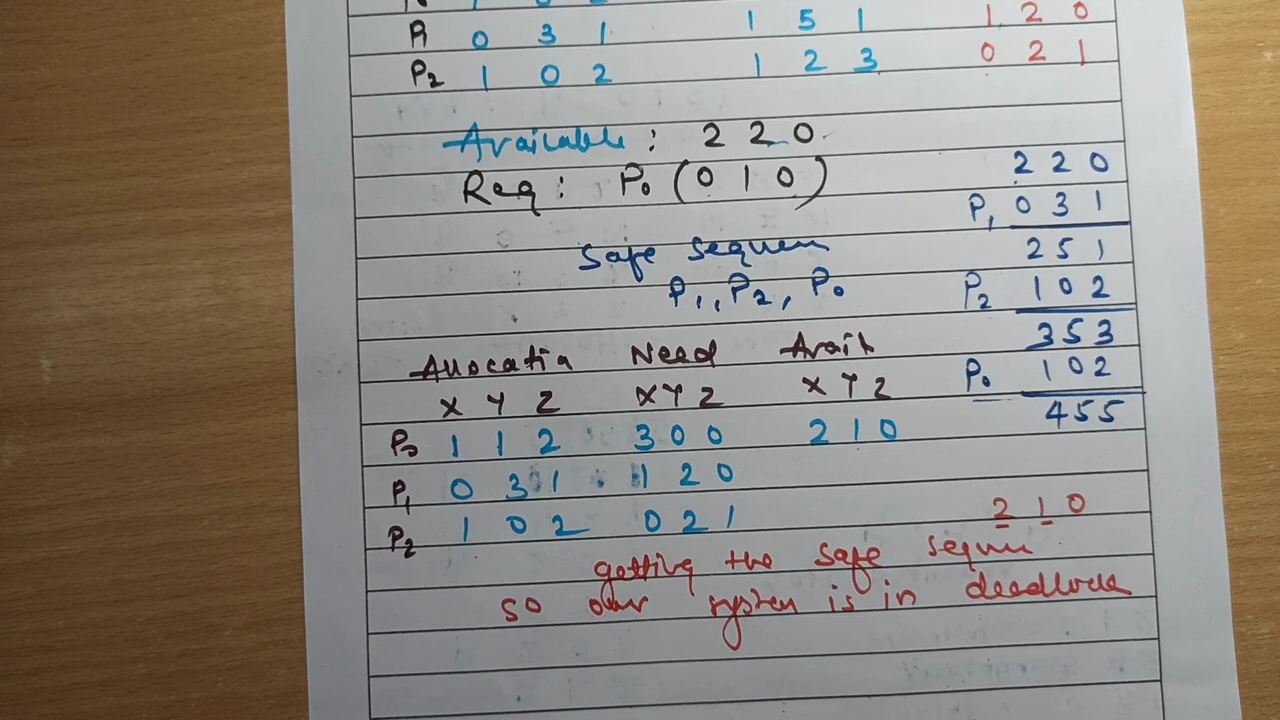 P1 0 3 1 1 5 1 1 2 0
P2 1 0 2 1 2 3 0 2 1
Available : 2 2 0
Req : P0 (0 1 0)
2 2 0
P1 0 3 1
Safe sequen
2 5 1
P1, P2, P0
P2 1 0 2
3 5 3
Allocatin Need Avail
P0 1 0 2
X Y Z X Y Z X Y Z
4 5 5
P0 1 1 2 3 0 0 2 1 0
P1 0 3 1 1 2 0
2 1 0
P2 1 0 2 0 2 1
getting the safe sequn
so our system is in deadlock